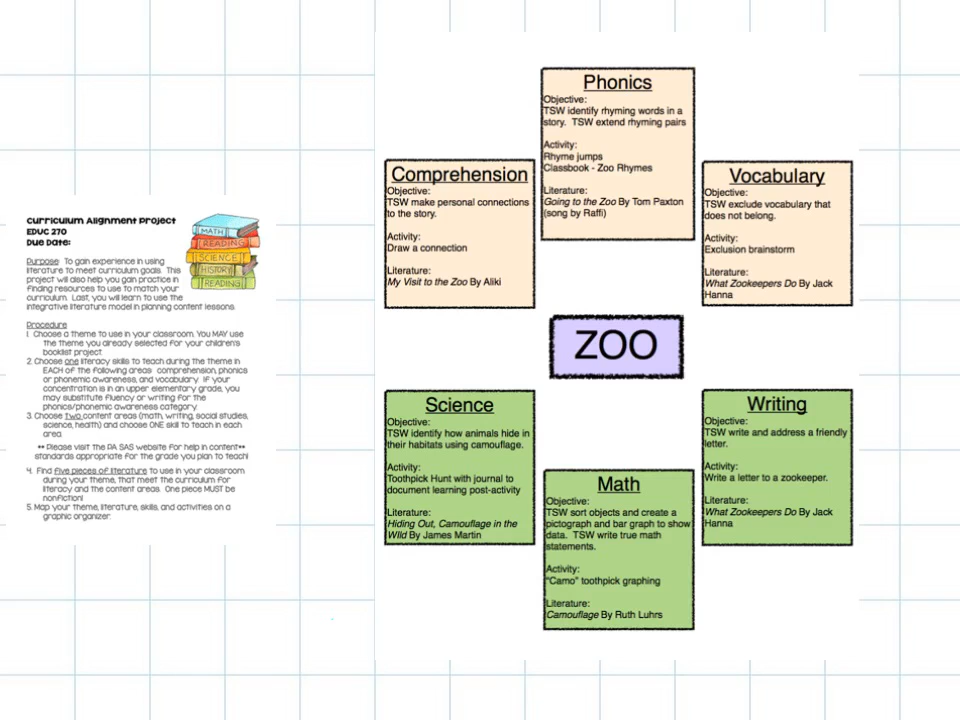 Curriculum Alignment Project
EDUC 270
Due Date:
Purpose: To gain experience in using
literature to meet curriculum goals. This
project will also help you gain practice in
finding resources to use to match your
curriculum. Last, you will learn to use the
integrative literature model in planning content lessons.
Procedure
1. Choose a theme to use in your classroom. You MAY use
the theme you already selected for your children's
booklist project.
2. Choose one literacy skills to teach during the theme in
EACH of the following areas: comprehension, phonics
or phonemic awareness, and vocabulary. If your
concentration is in an upper elementary grade, you
may substitute fluency or writing for the
phonics/phonemic awareness category.
3. Choose two content areas (math, writing, social studies,
science, health) and choose ONE skill to teach in each
area.
** Please visit the PA SAS website for help in content**
standards appropriate for the grade you plan to teach!
4. Find five pieces of literature to use in your classroom
during your theme, that meet the curriculum for
literacy and the content areas. One piece MUST be
nonfiction!
5. Map your theme, literature, skills, and activities on a
graphic organizer.
MATH
READING
SCIENCE
HISTORY
READING
Phonics
Objective:
TSW identify rhyming words in a
story. TSW extend rhyming pairs
Activity:
Rhyme jumps
Classbook - Zoo Rhymes
Literature:
Going to the Zoo By Tom Paxton
(song by Raffi)
Comprehension
Objective:
TSW make personal connections
to the story.
Activity:
Draw a connection
Literature:
My Visit to the Zoo By Aliki
Vocabulary
Objective:
TSW exclude vocabulary that
does not belong.
Activity:
Exclusion brainstorm
Literature:
What Zookeepers Do By Jack
Hanna
ZOO
Science
Objective:
TSW identify how animals hide in
their habitats using camouflage.
Activity:
Toothpick Hunt with journal to
document learning post-activity
Literature:
Hiding Out, Camouflage in the
Wild By James Martin
Math
Objective:
TSW sort objects and create a
pictograph and bar graph to show
data. TSW write true math
statements.
Activity:
"Camo" toothpick graphing
Literature:
Camouflage By Ruth Luhrs
Writing
Objective:
TSW write and address a friendly
letter.
Activity:
Write a letter to a zookeeper.
Literature:
What Zookeepers Do By Jack
Hanna